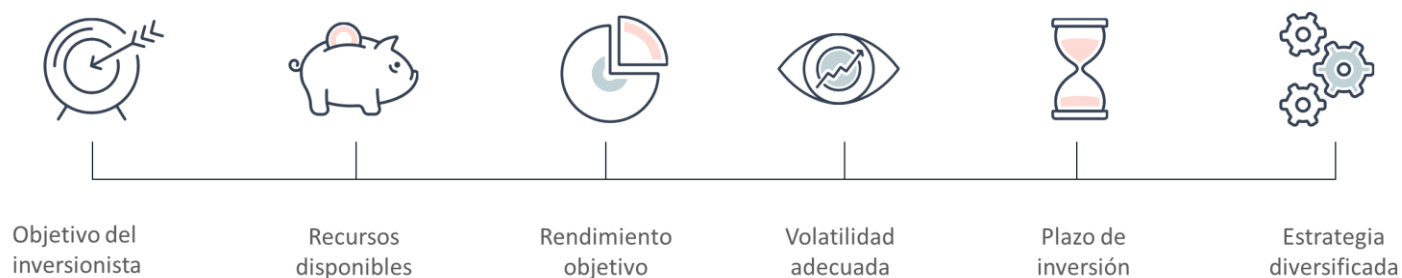 Objetivo del
inversionista
Recursos
disponibles
Rendimiento
objetivo
Volatilidad
adecuada
Plazo de
inversión
Estrategia
diversificada